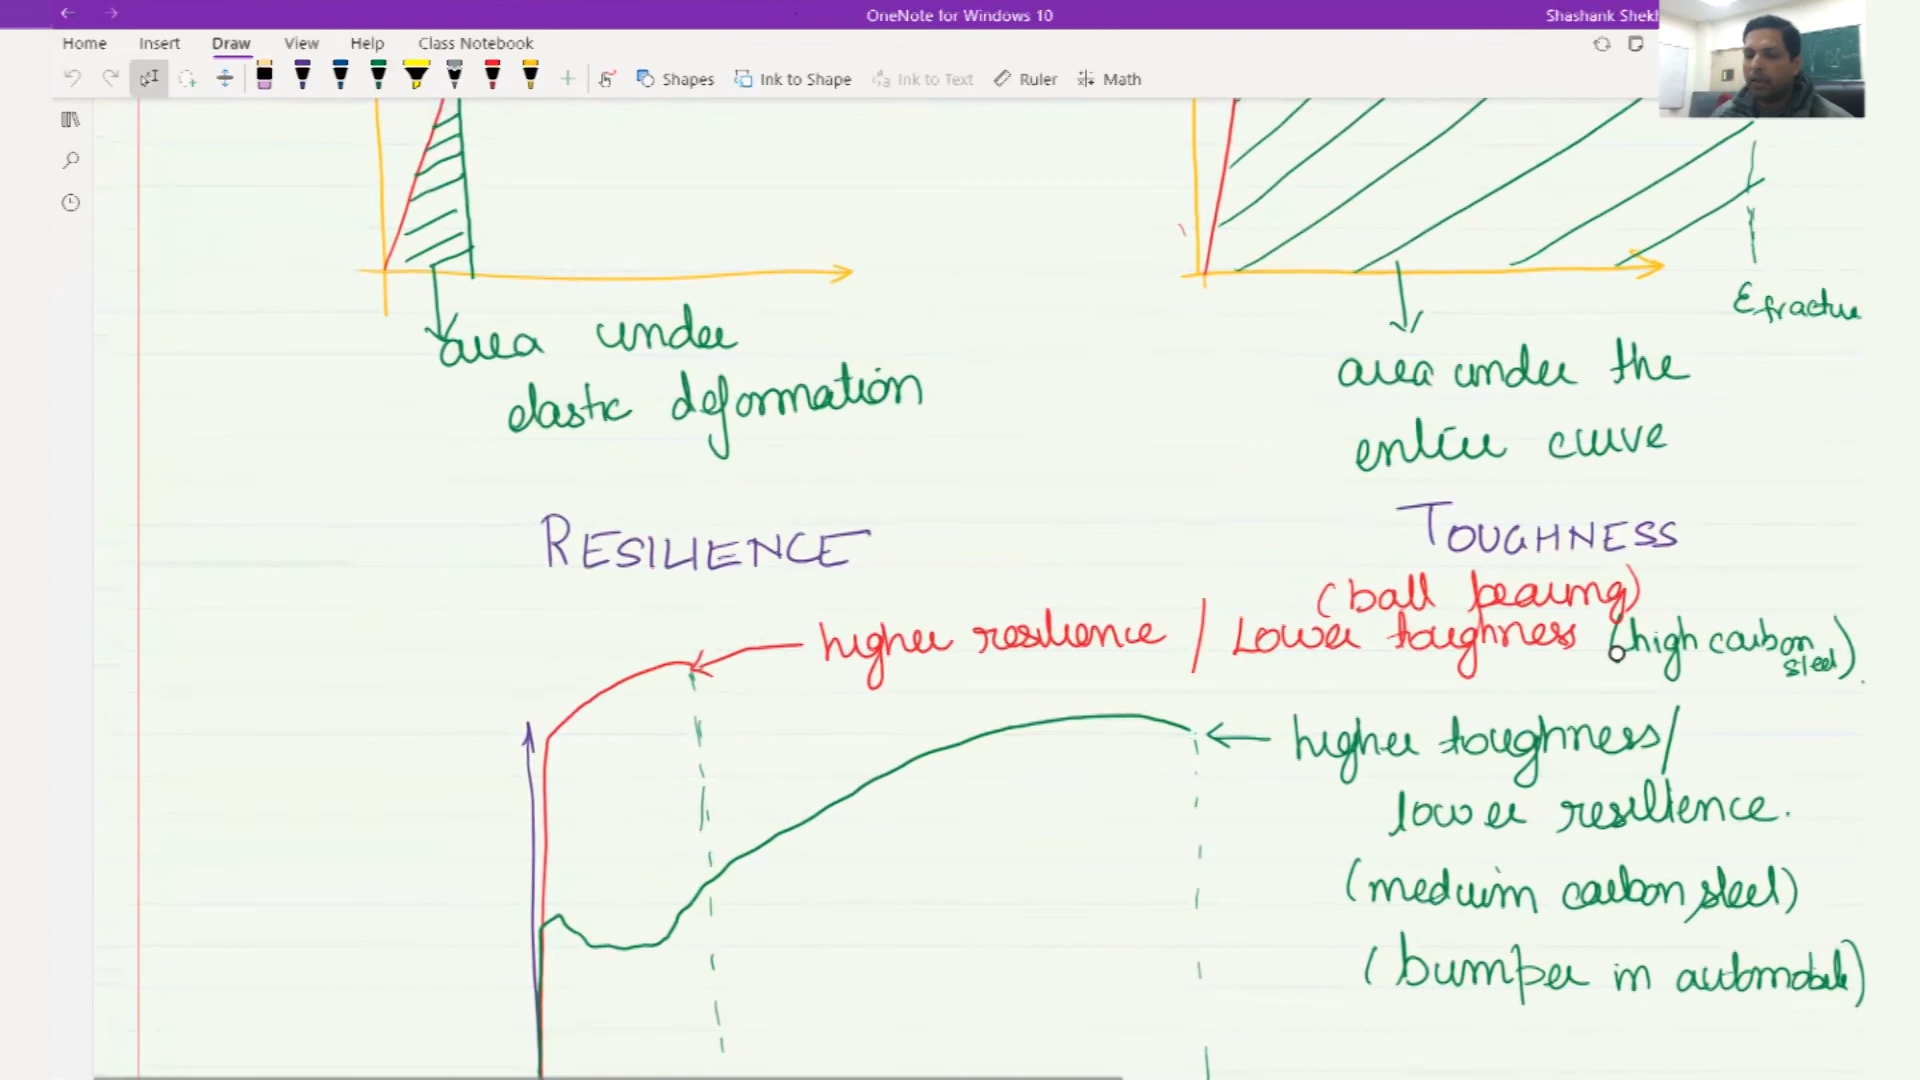 OneNote for Windows 10
Shashank Shekh
Home Insert Draw View Help Class Notebook
Shapes Ink to Shape Ink to Text Ruler Math
area under
elastic deformation
ε fracture
area under the
entire curve
RESILIENCE
TOUGHNESS
(ball bearing)
higher resilience / Lower toughness (high carbon steel)
higher toughness/
lower resilience.
(medium carbon steel)
(bumper in automobile)